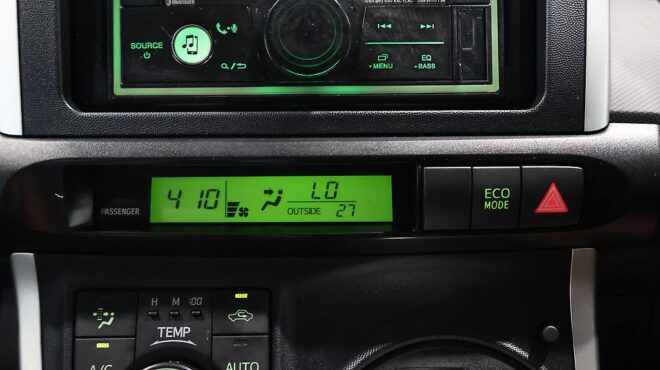 Bluetooth
SOURCE
MENU
EQ
BASS
PASSENGER
4 10
LO
OUTSIDE 27
ECO
MODE
H M :00
TEMP
A/C
AUTO